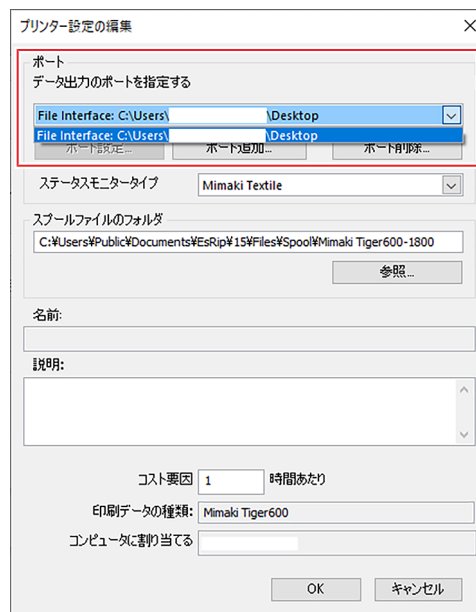 プリンター設定の編集
ポート
データ出力のポートを指定する
File Interface: C:\Users\ \Desktop
File Interface: C:\Users\ \Desktop
ポート設定... ポート追加... ポート削除...
ステータスモニタータイプ Mimaki Textile
スプールファイルのフォルダ
C:¥Users¥Public¥Documents¥EsRip¥15¥Files¥Spool¥Mimaki Tiger600-1800
参照...
名前:
説明:
コスト要因 1 時間あたり
印刷データの種類: Mimaki Tiger600
コンピュータに割り当てる
OK キャンセル